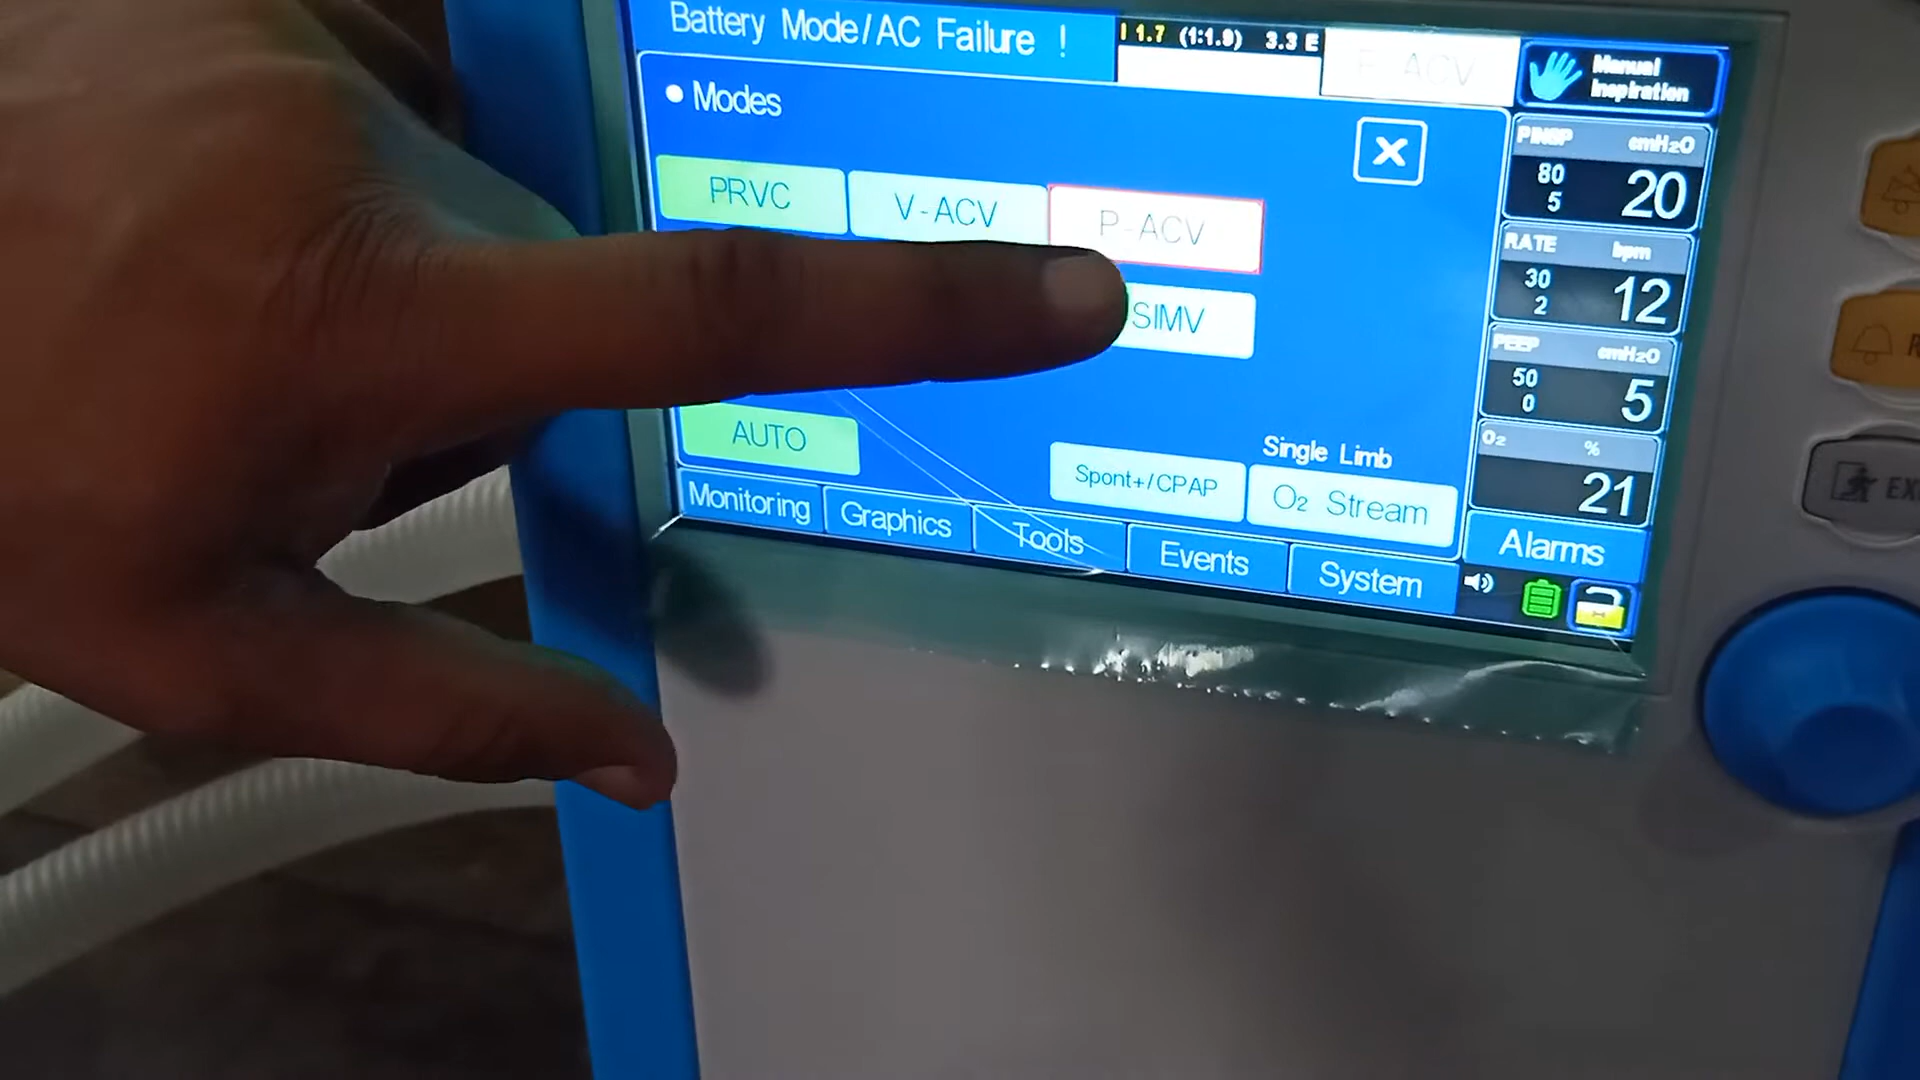 Battery Mode/AC Failure !
I 1.7 (1:1.9) 3.3 E
P-ACV
Manual
Inspiration
Modes
PRVC
V-ACV
P-ACV
SIMV
AUTO
Spont+/CPAP
Single Limb
O₂ Stream
PINSP cmH₂O
80
5
20
RATE bpm
30
2
12
PEEP cmH₂O
50
0
5
O₂ %
21
Monitoring
Graphics
Tools
Events
System
Alarms